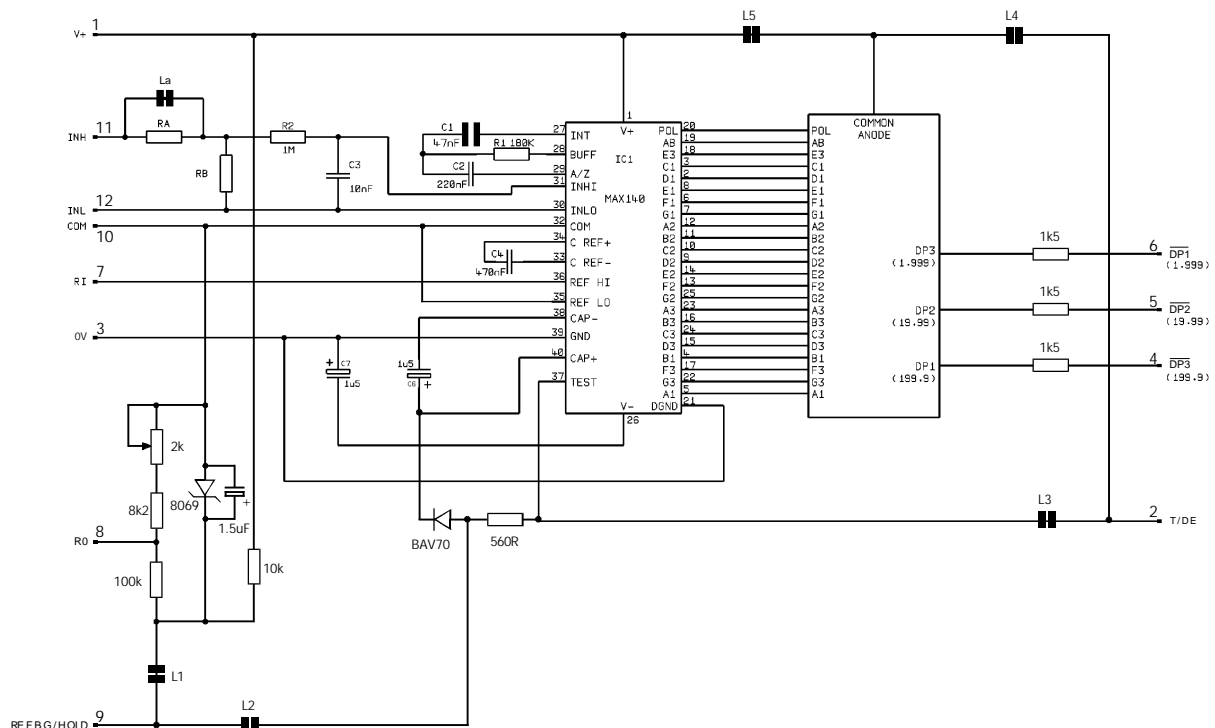 L5
L4
1
V+
La
11
INH
RA
R2
1M
C1
47nF
27
INT
R1 180K
28
BUFF
RB
C3
10nF
C2
220nF
29
A/Z
31
INHI
12
INL
30
INLO
COM
10
32
COM
34
C REF+
C4
470nF
33
C REF-
7
RI
36
REF HI
35
REF LO
38
CAP-
3
0V
39
GND
+
C7
1u5
1u5
C6
+
40
CAP+
37
TEST
1
V+
IC1
MAX140
V-
26
POL
20
POL
AB
19
AB
E3
18
E3
C1
3
C1
D1
2
D1
E1
8
E1
F1
6
F1
G1
7
G1
A2
12
A2
B2
11
B2
C2
10
C2
D2
9
D2
E2
14
E2
F2
13
F2
G2
25
G2
A3
23
A3
B3
16
B3
C3
24
C3
D3
15
D3
B1
4
B1
F3
17
F3
G3
22
G3
A1
5
A1
DGND
21
COMMON
ANODE
DP3
(1.999)
1k5
6
DP1
(1.999)
DP2
(19.99)
1k5
5
DP2
(19.99)
DP1
(199.9)
1k5
4
DP3
(199.9)
2k
8k2
8069
1.5uF
+
8
RO
100k
10k
BAV70
560R
L3
2
T/DE
L1
L2
9
REFBG/HOLD